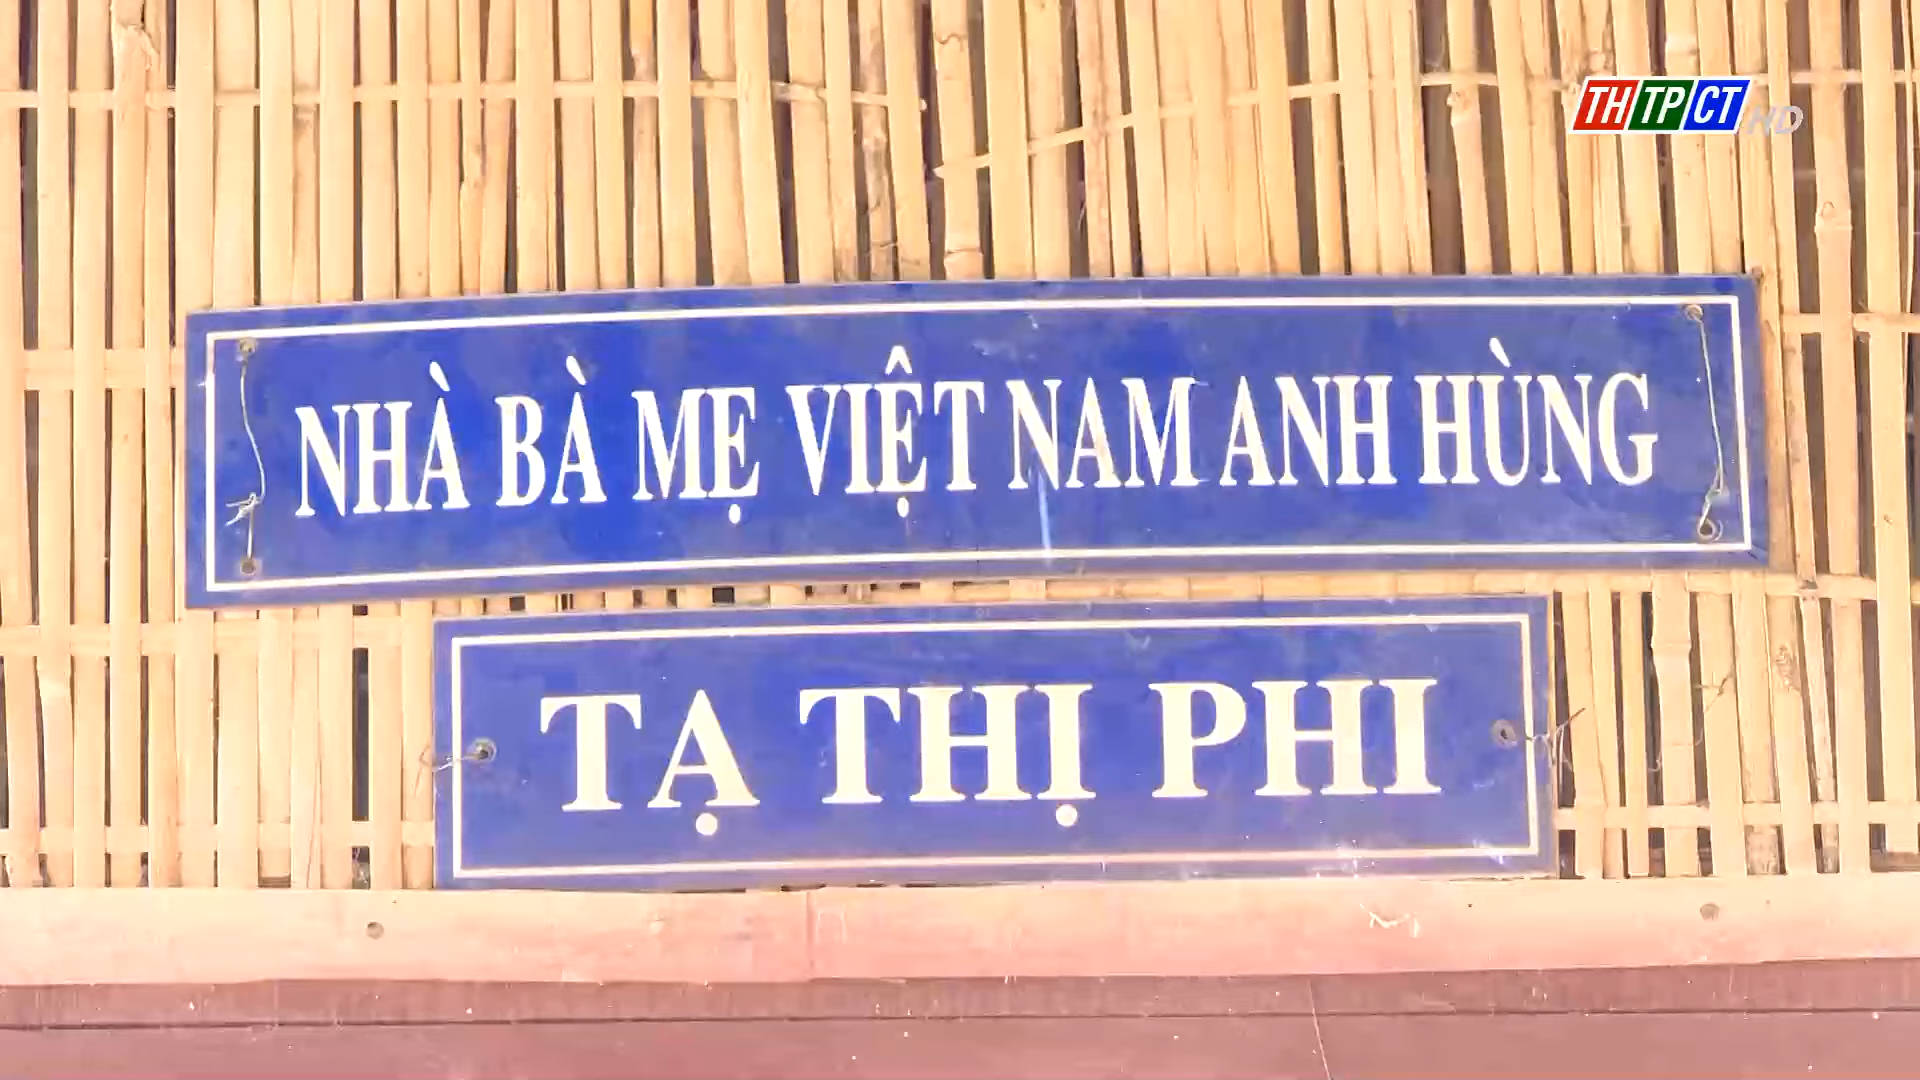 THTPCT HD
NHÀ BÀ MẸ VIỆT NAM ANH HÙNG
TẠ THỊ PHI